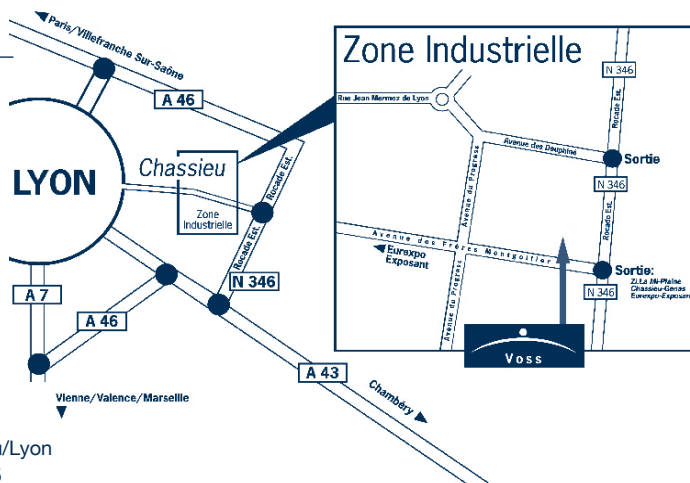 Paris/Villefranche Sur-Saône
A 46
LYON
Chassieu
Zone
Industrielle
Rocade Est.
Rocade Est.
N 346
A 7
A 46
A 43
Chambéry
Vienne/Valence/Marseille
/Lyon
Zone Industrielle
N 346
Rue Jean Mermoz de Lyon
Rocade Est.
Avenue des Dauphiné
Sortie
Avenue du Progress
N 346
Rocade Est.
Avenue des Frères Montgolfier
Eurexpo
Exposant
Sortie:
Zi.La Mi-Plaine
Chassieu-Genas
Eurexpo-Exposant
Avenue du Progress
N 346
Voss